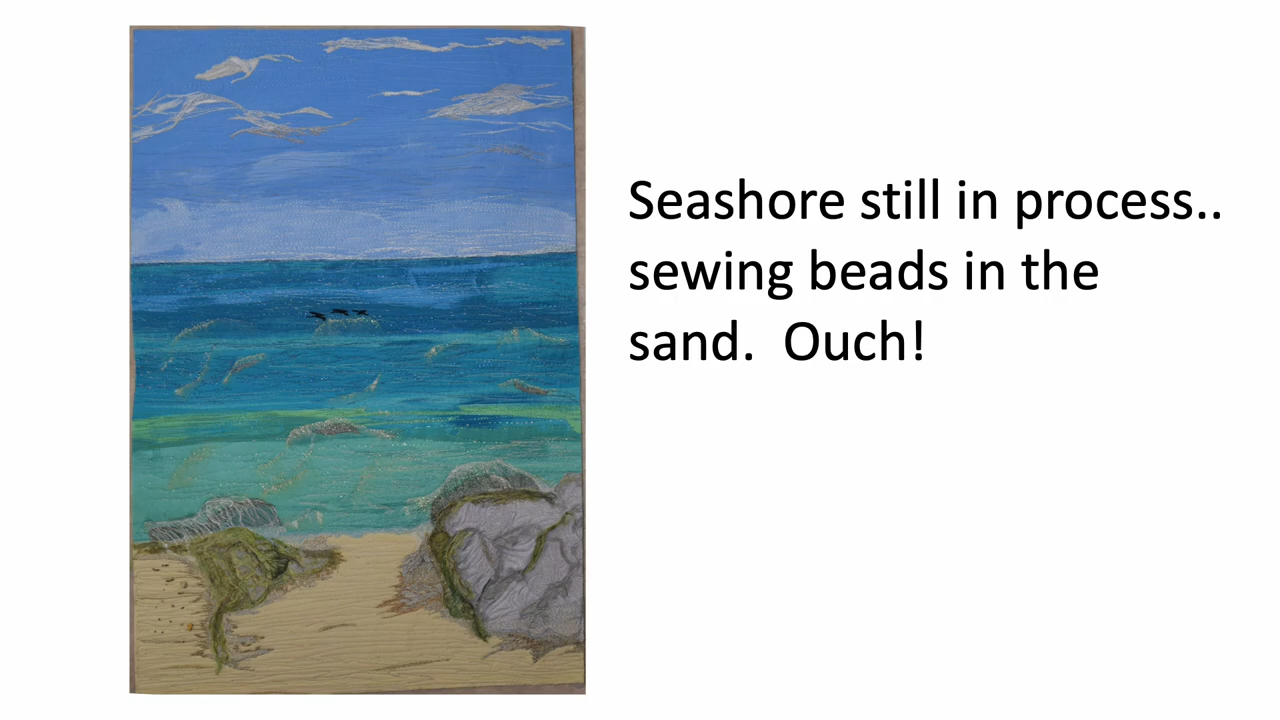 Seashore still in process..
sewing beads in the
sand.  Ouch!